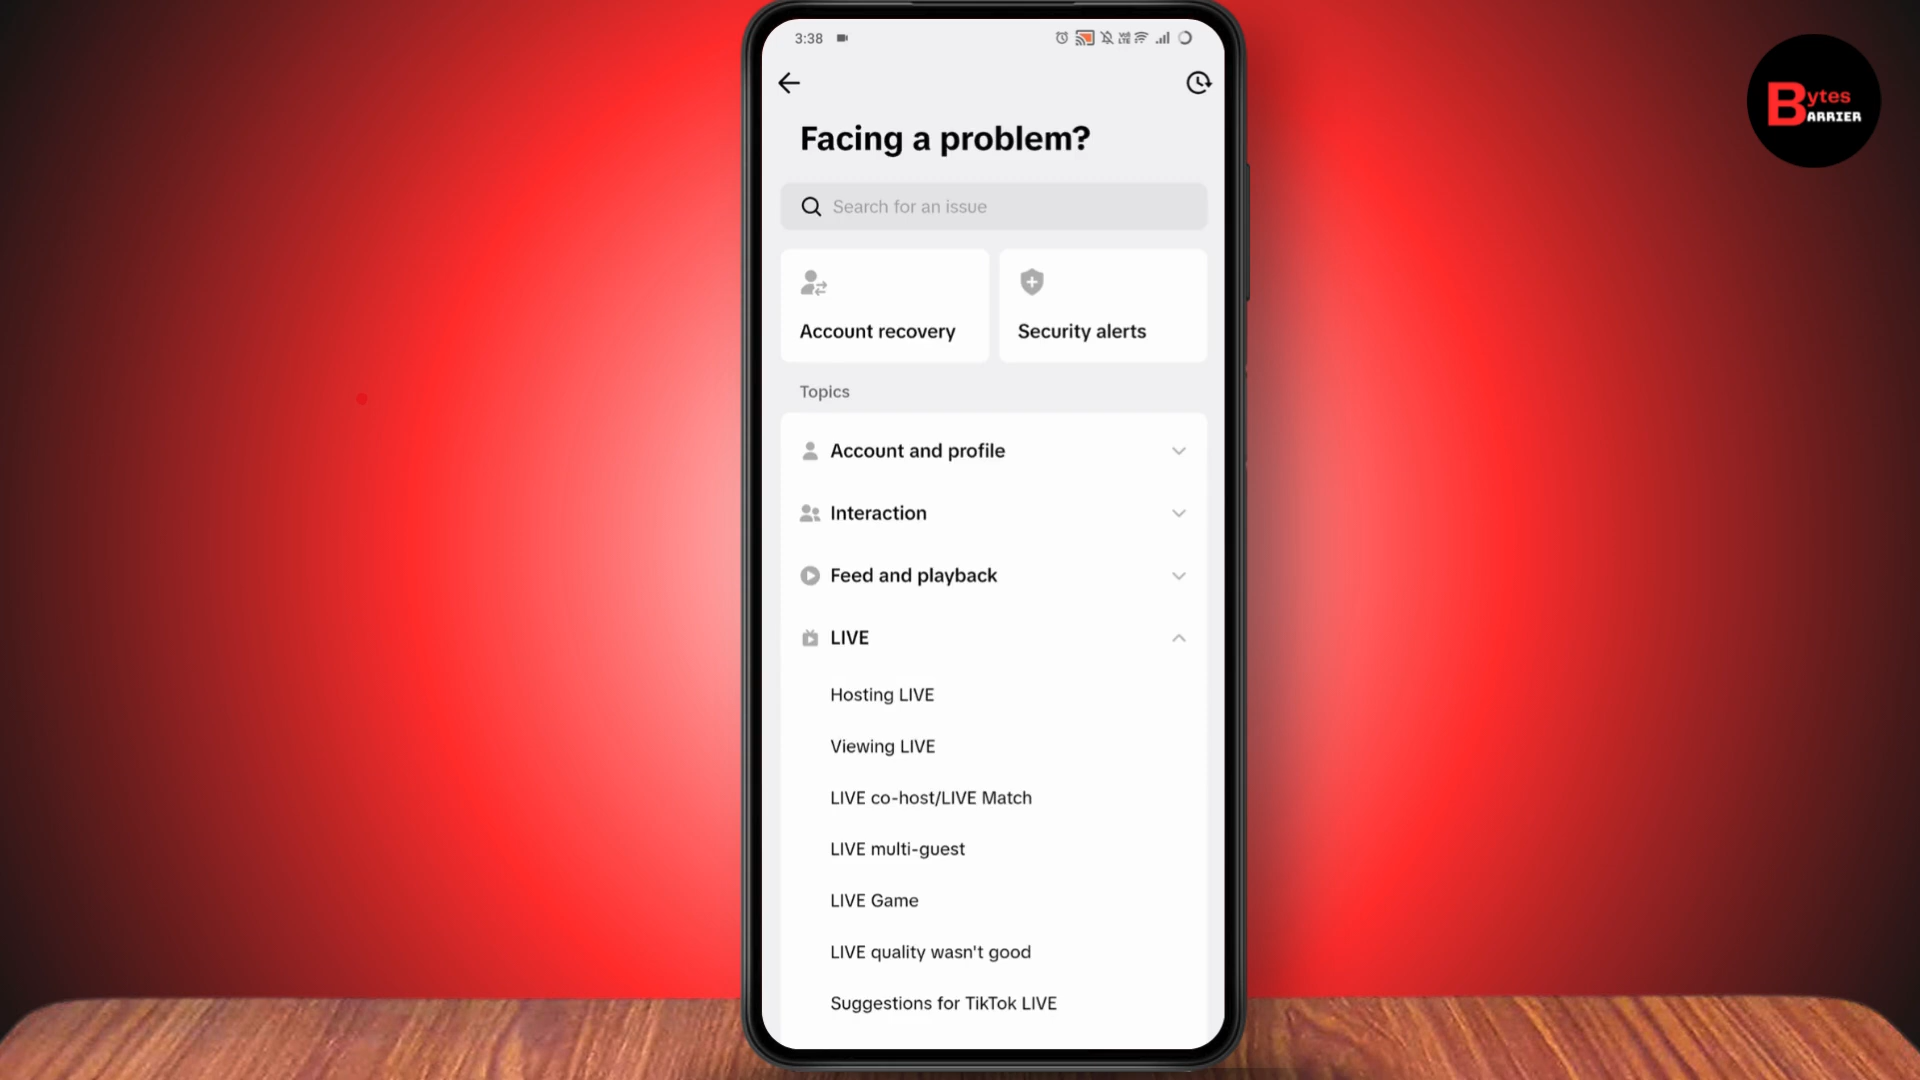 3:38
Bytes
BARRIER
Facing a problem?
Search for an issue
Account recovery
Security alerts
Topics
Account and profile
Interaction
Feed and playback
LIVE
Hosting LIVE
Viewing LIVE
LIVE co-host/LIVE Match
LIVE multi-guest
LIVE Game
LIVE quality wasn't good
Suggestions for TikTok LIVE